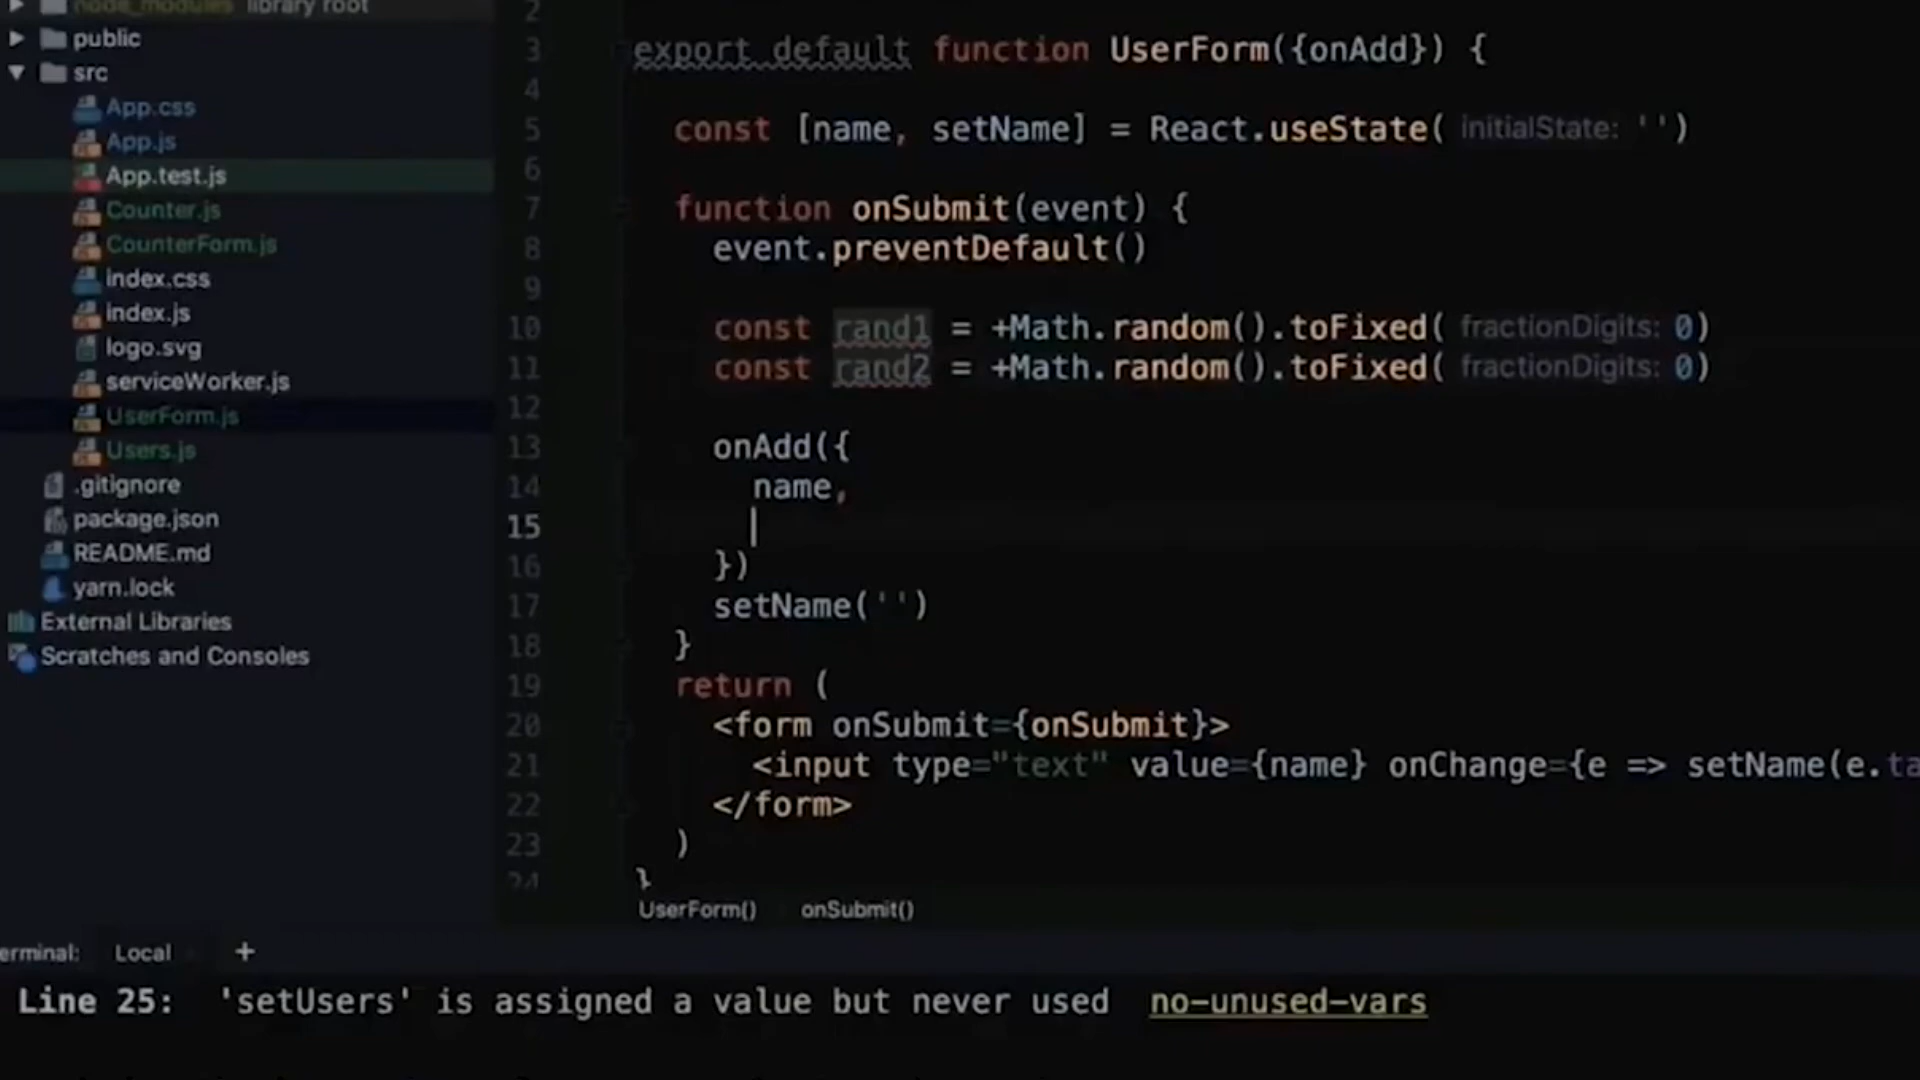 node_modules library root
public
src
App.css
App.js
App.test.js
Counter.js
CounterForm.js
index.css
index.js
logo.svg
serviceWorker.js
UserForm.js
Users.js
.gitignore
package.json
README.md
yarn.lock
External Libraries
Scratches and Consoles
2
3 export default function UserForm({onAdd}) {
4
5 const [name, setName] = React.useState( initialState: '')
6
7 function onSubmit(event) {
8 event.preventDefault()
9
10 const rand1 = +Math.random().toFixed( fractionDigits: 0)
11 const rand2 = +Math.random().toFixed( fractionDigits: 0)
12
13 onAdd({
14 name,
15
16 })
17 setName('')
18 }
19 return (
20 <form onSubmit={onSubmit}>
21 <input type="text" value={name} onChange={e => setName(e.ta
22 </form>
23 )
24 }
UserForm() onSubmit()
erminal: Local +
Line 25: 'setUsers' is assigned a value but never used no-unused-vars